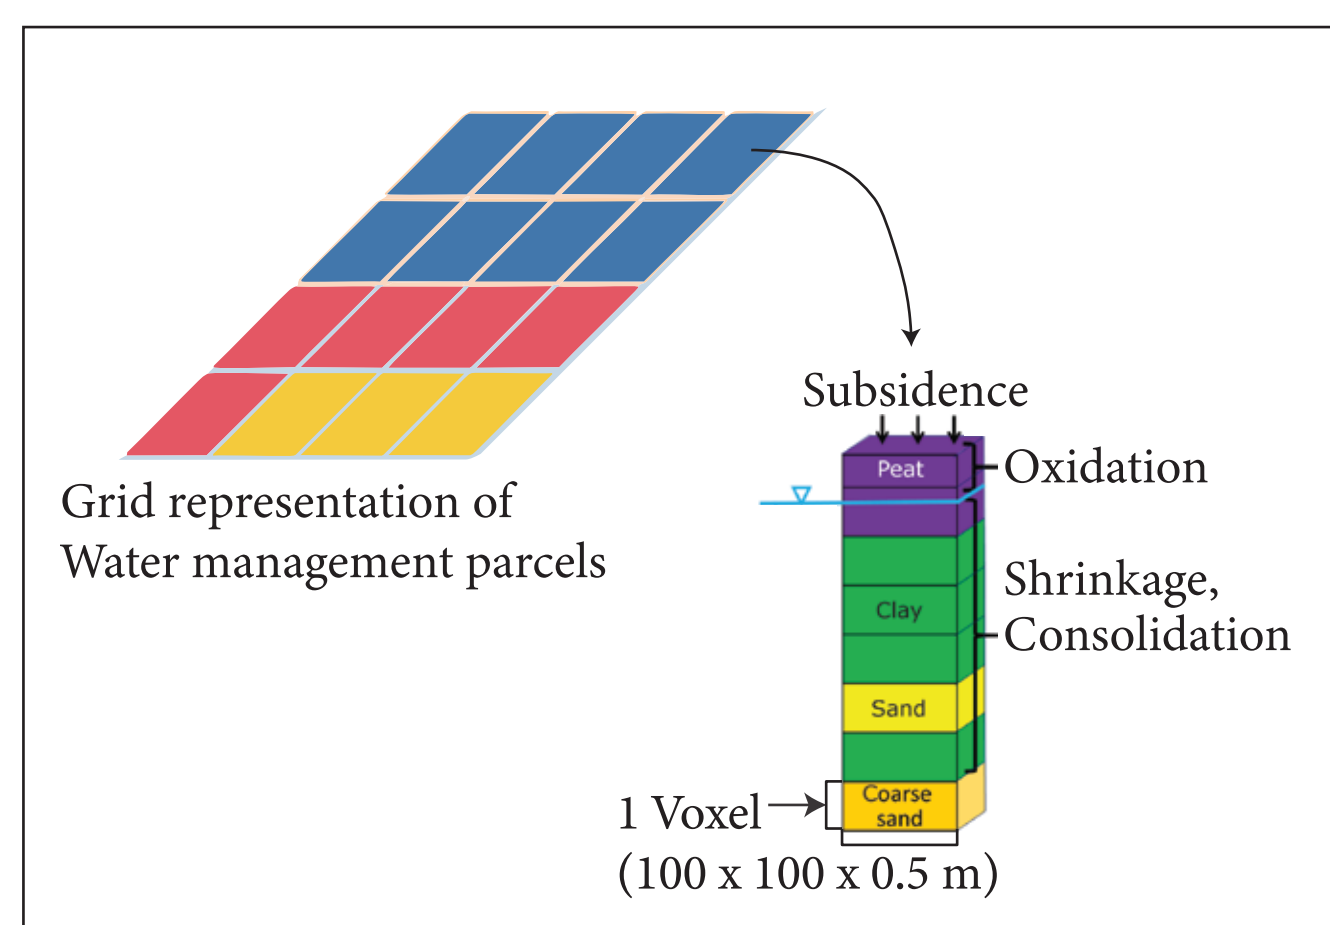 Grid representation of
Water management parcels
Subsidence
Peat
Oxidation
Clay
Shrinkage,
Consolidation
Sand
Coarse
sand
1 Voxel
(100 x 100 x 0.5 m)